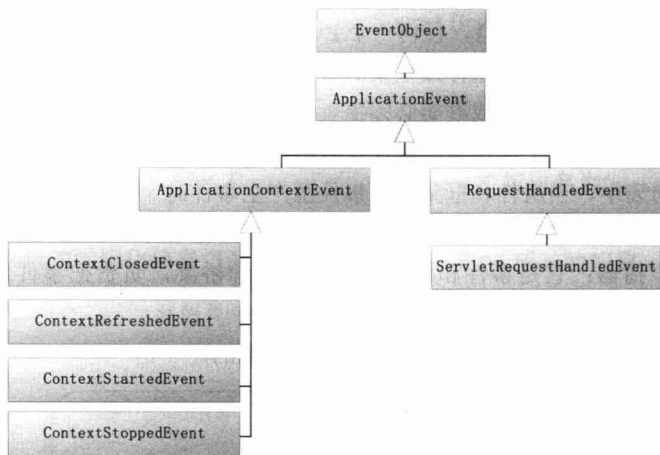 EventObject
ApplicationEvent
ApplicationContextEvent
RequestHandledEvent
ContextClosedEvent
ServletRequestHandledEvent
ContextRefreshedEvent
ContextStartedEvent
ContextStoppedEvent